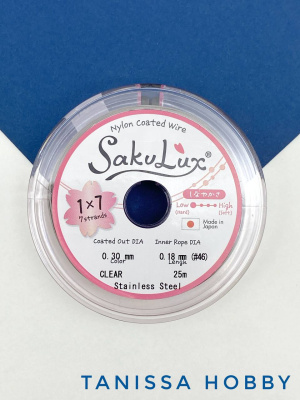 Nylon Coated Wire
SakuLux®
1×7
7strands
しなやかさ
Low High
(hard) (soft)
Made in
Japan
Coated Out DIA Inner Rope DIA
0.30 mm 0.18 mm (#46)
Color Length
CLEAR 25m
Stainless Steel
TANISSA HOBBY